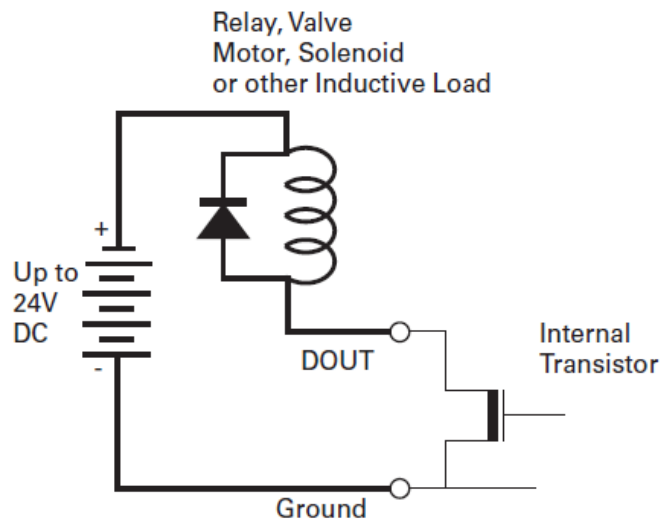 Relay, Valve
Motor, Solenoid
or other Inductive Load
+
Up to
24V
DC
-
DOUT
Internal
Transistor
Ground